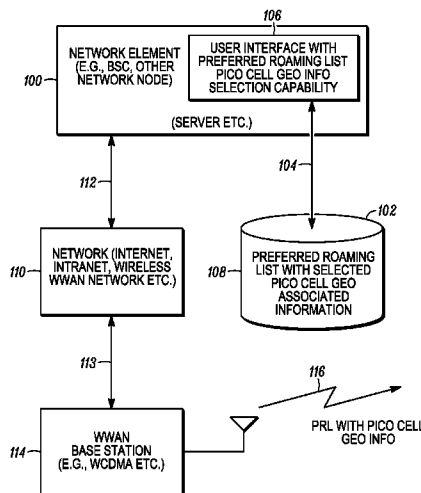 106
NETWORK ELEMENT
(E.G., BSC, OTHER
NETWORK NODE)
USER INTERFACE WITH
PREFERRED ROAMING LIST
PICO CELL GEO INFO
SELECTION CAPABILITY
100
(SERVER ETC.)
112
104
102
110
NETWORK (INTERNET,
INTRANET, WIRELESS
WWAN NETWORK ETC.)
108
PREFERRED ROAMING
LIST WITH SELECTED
PICO CELL GEO
ASSOCIATED
INFORMATION
113
116
114
WWAN
BASE STATION
(E.G., WCDMA ETC.)
PRL WITH PICO CELL
GEO INFO